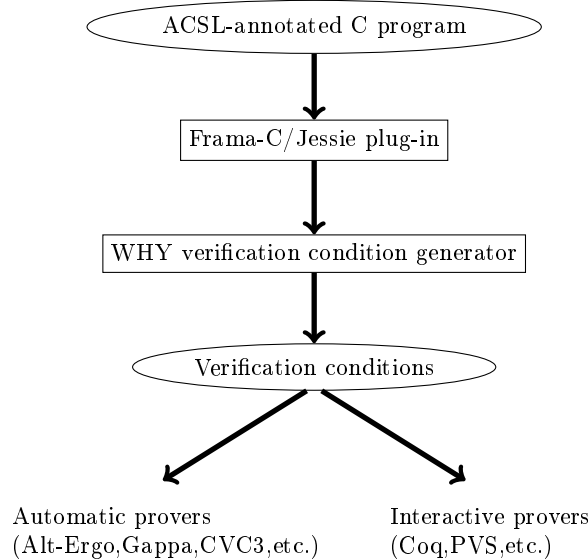 ACSL-annotated C program
Frama-C/Jessie plug-in
WHY verification condition generator
Verification conditions
Automatic provers
(Alt-Ergo,Gappa,CVC3,etc.)
Interactive provers
(Coq,PVS,etc.)